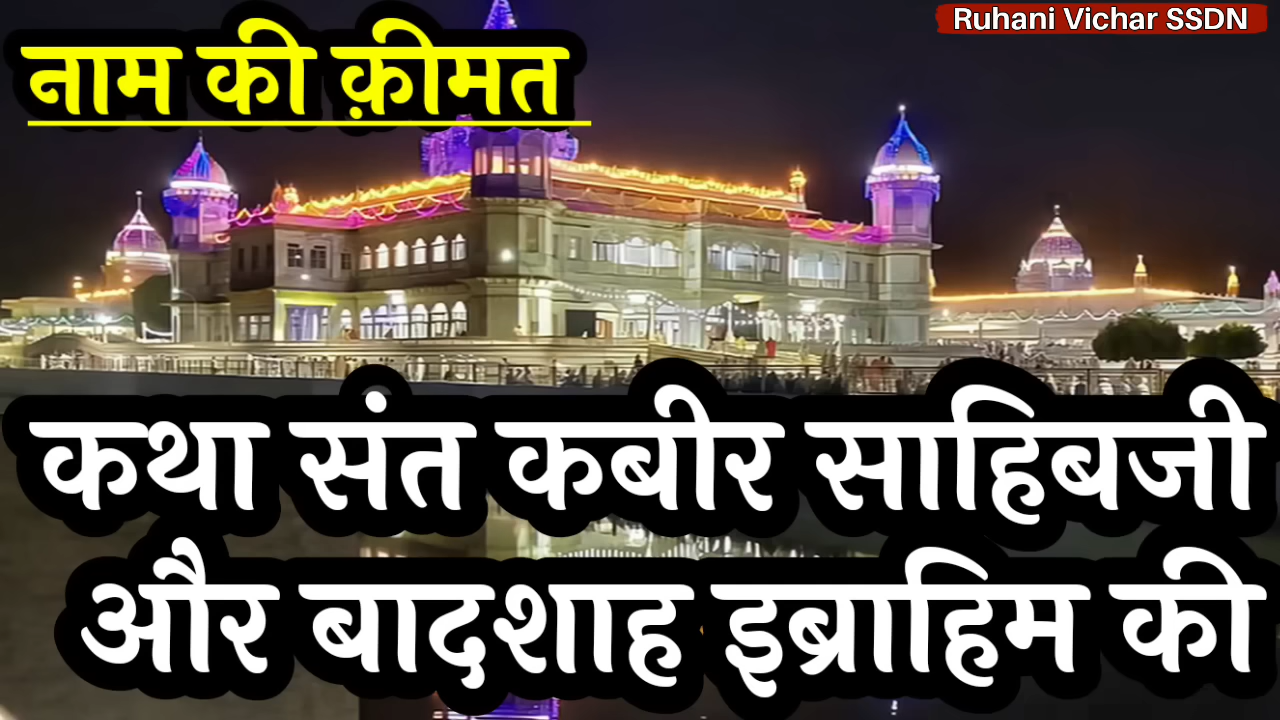 Ruhani Vichar SSDN
नाम की क़ीमत
कथा संत कबीर साहिबजी
और बादशाह इब्राहिम की